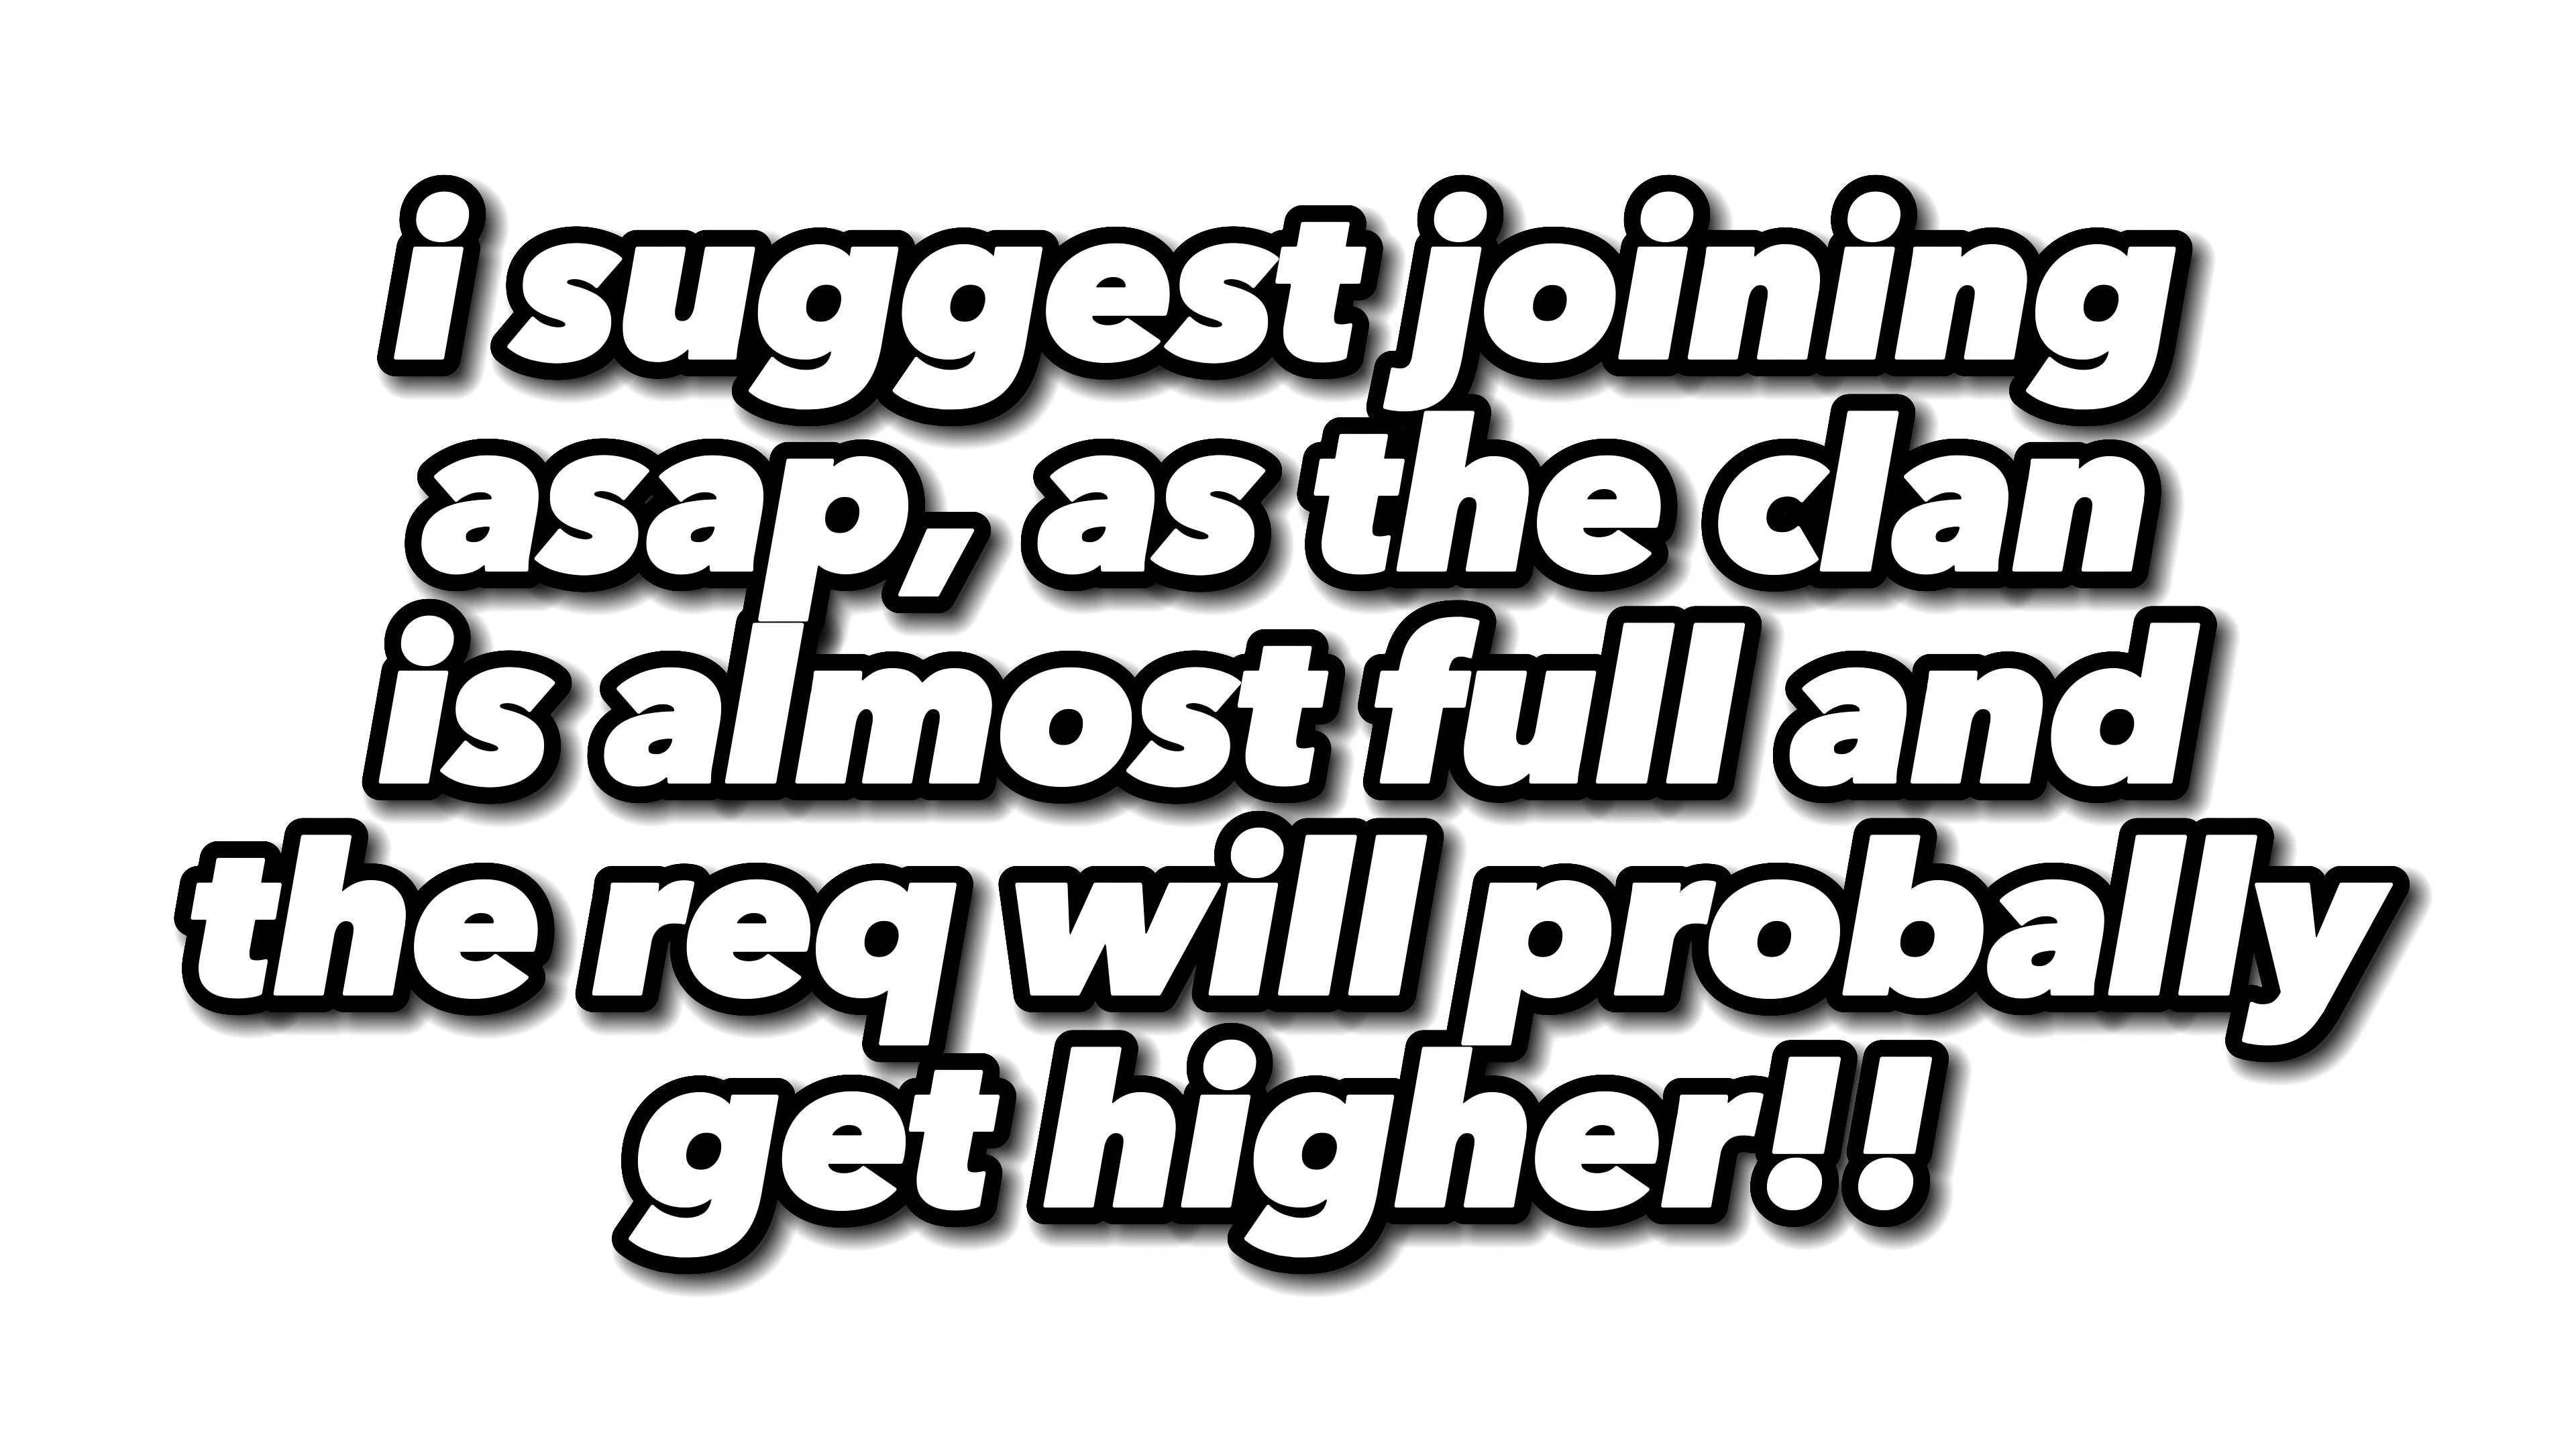 i suggest joining
asap, as the clan
is almost full and
the req will probally
get higher!!